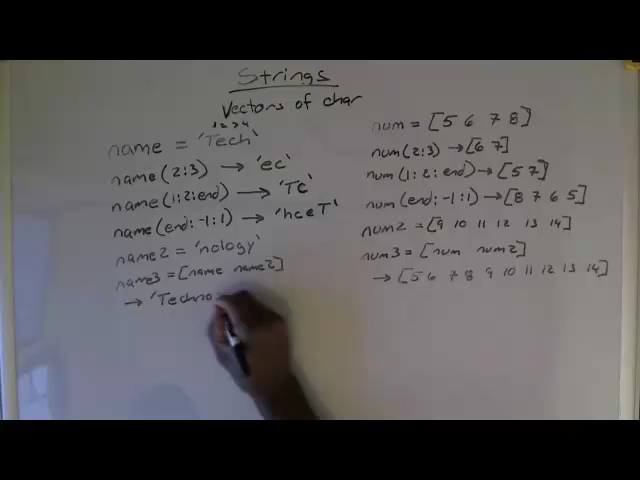 Strings
Vectors of char
1 2 3 4
name = 'Tech'
name(2:3) → 'ec'
name(1:2:end) → 'Tc'
name(end:-1:1) → 'hceT'
name2 = 'nology'
name3 = [name name2]
→ 'Techno
num = [5 6 7 8]
num(2:3) → [6 7]
num(1:2:end) → [5 7]
num(end:-1:1) → [8 7 6 5]
num2 = [9 10 11 12 13 14]
num3 = [num num2]
→ [5 6 7 8 9 10 11 12 13 14]